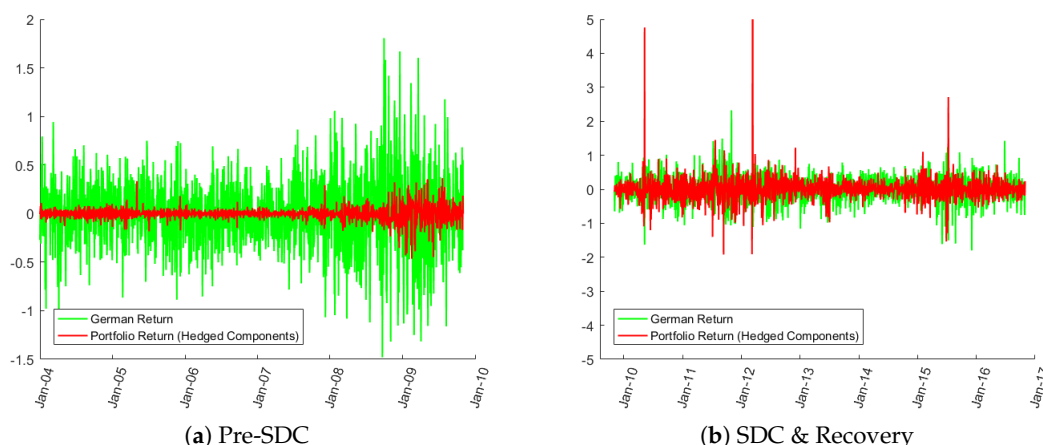 2
1.5
1
0.5
0
-0.5
-1
-1.5
Jan-04
Jan-05
Jan-06
Jan-07
Jan-08
Jan-09
Jan-10
German Return
Portfolio Return (Hedged Components)
(a) Pre-SDC
5
4
3
2
1
0
-1
-2
-3
-4
-5
Jan-10
Jan-11
Jan-12
Jan-13
Jan-14
Jan-15
Jan-16
Jan-17
German Return
Portfolio Return (Hedged Components)
(b) SDC & Recovery